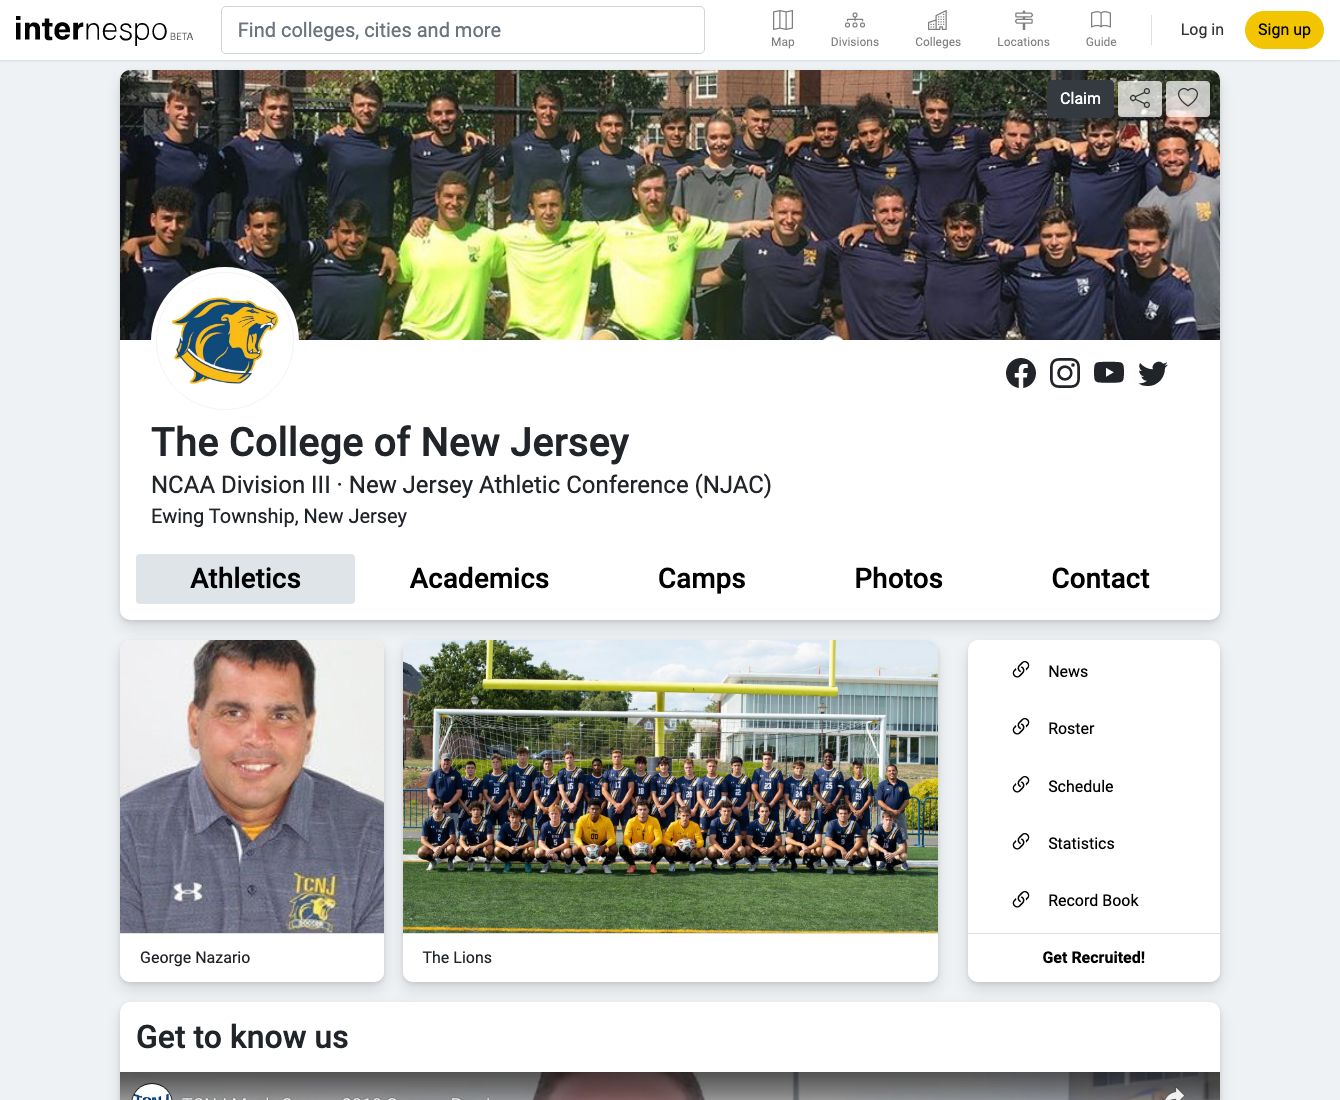 internespo BETA
Find colleges, cities and more
Map
Divisions
Colleges
Locations
Guide
Log in
Sign up
Claim
The College of New Jersey
NCAA Division III · New Jersey Athletic Conference (NJAC)
Ewing Township, New Jersey
Athletics
Academics
Camps
Photos
Contact
TCNJ
SOCCER
George Nazario
The Lions
News
Roster
Schedule
Statistics
Record Book
Get Recruited!
Get to know us